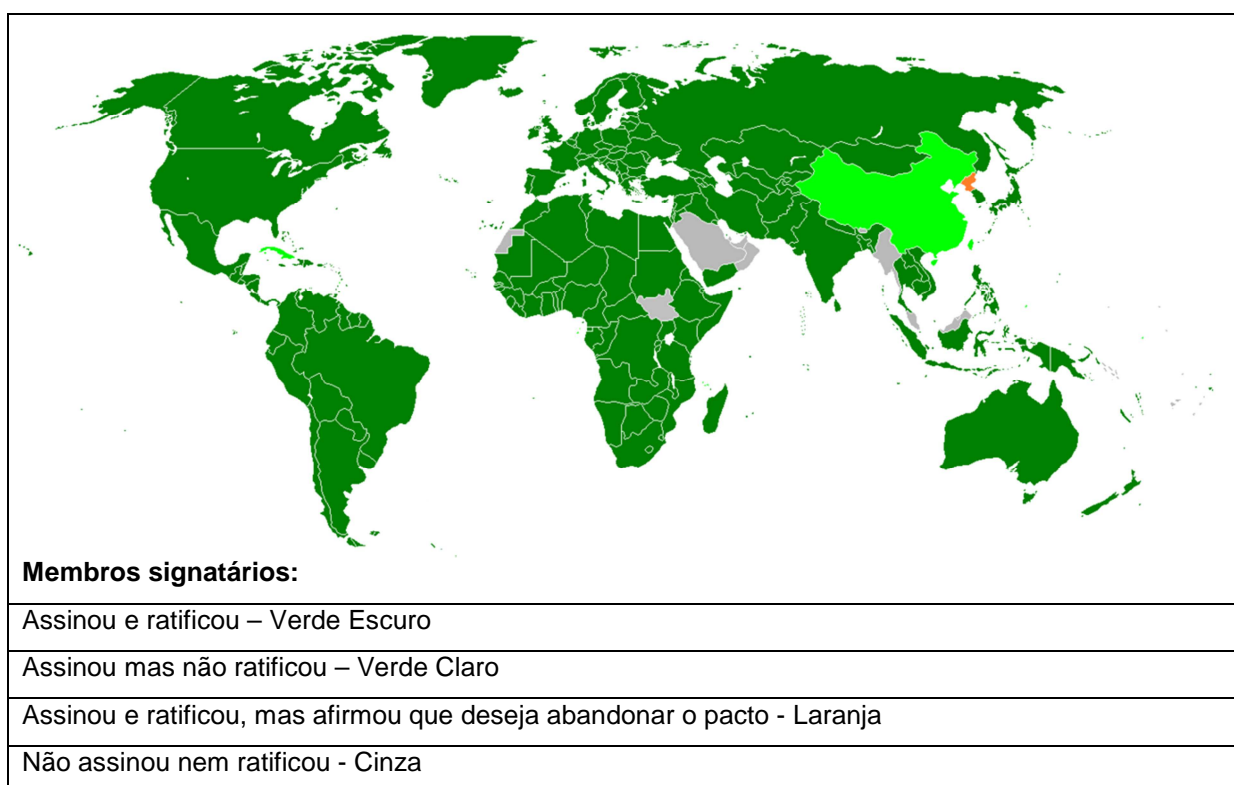 Membros signatários:
Assinou e ratificou – Verde Escuro
Assinou mas não ratificou – Verde Claro
Assinou e ratificou, mas afirmou que deseja abandonar o pacto - Laranja
Não assinou nem ratificou - Cinza